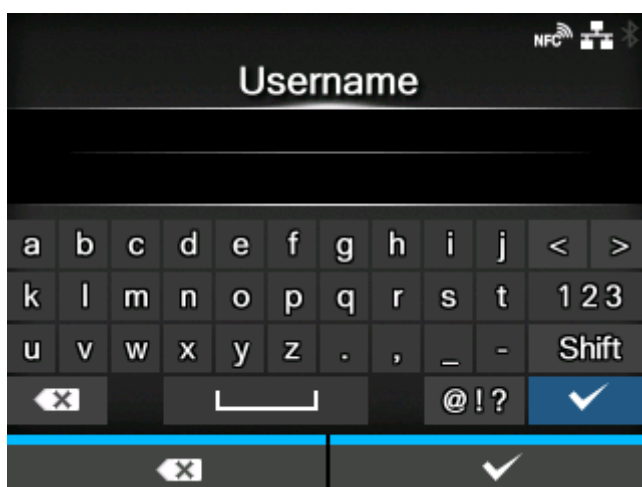 NFC
Username
a b c d e f g h i j < >
k l m n o p q r s t 123
u v w x y z . , _ - Shift
@!?